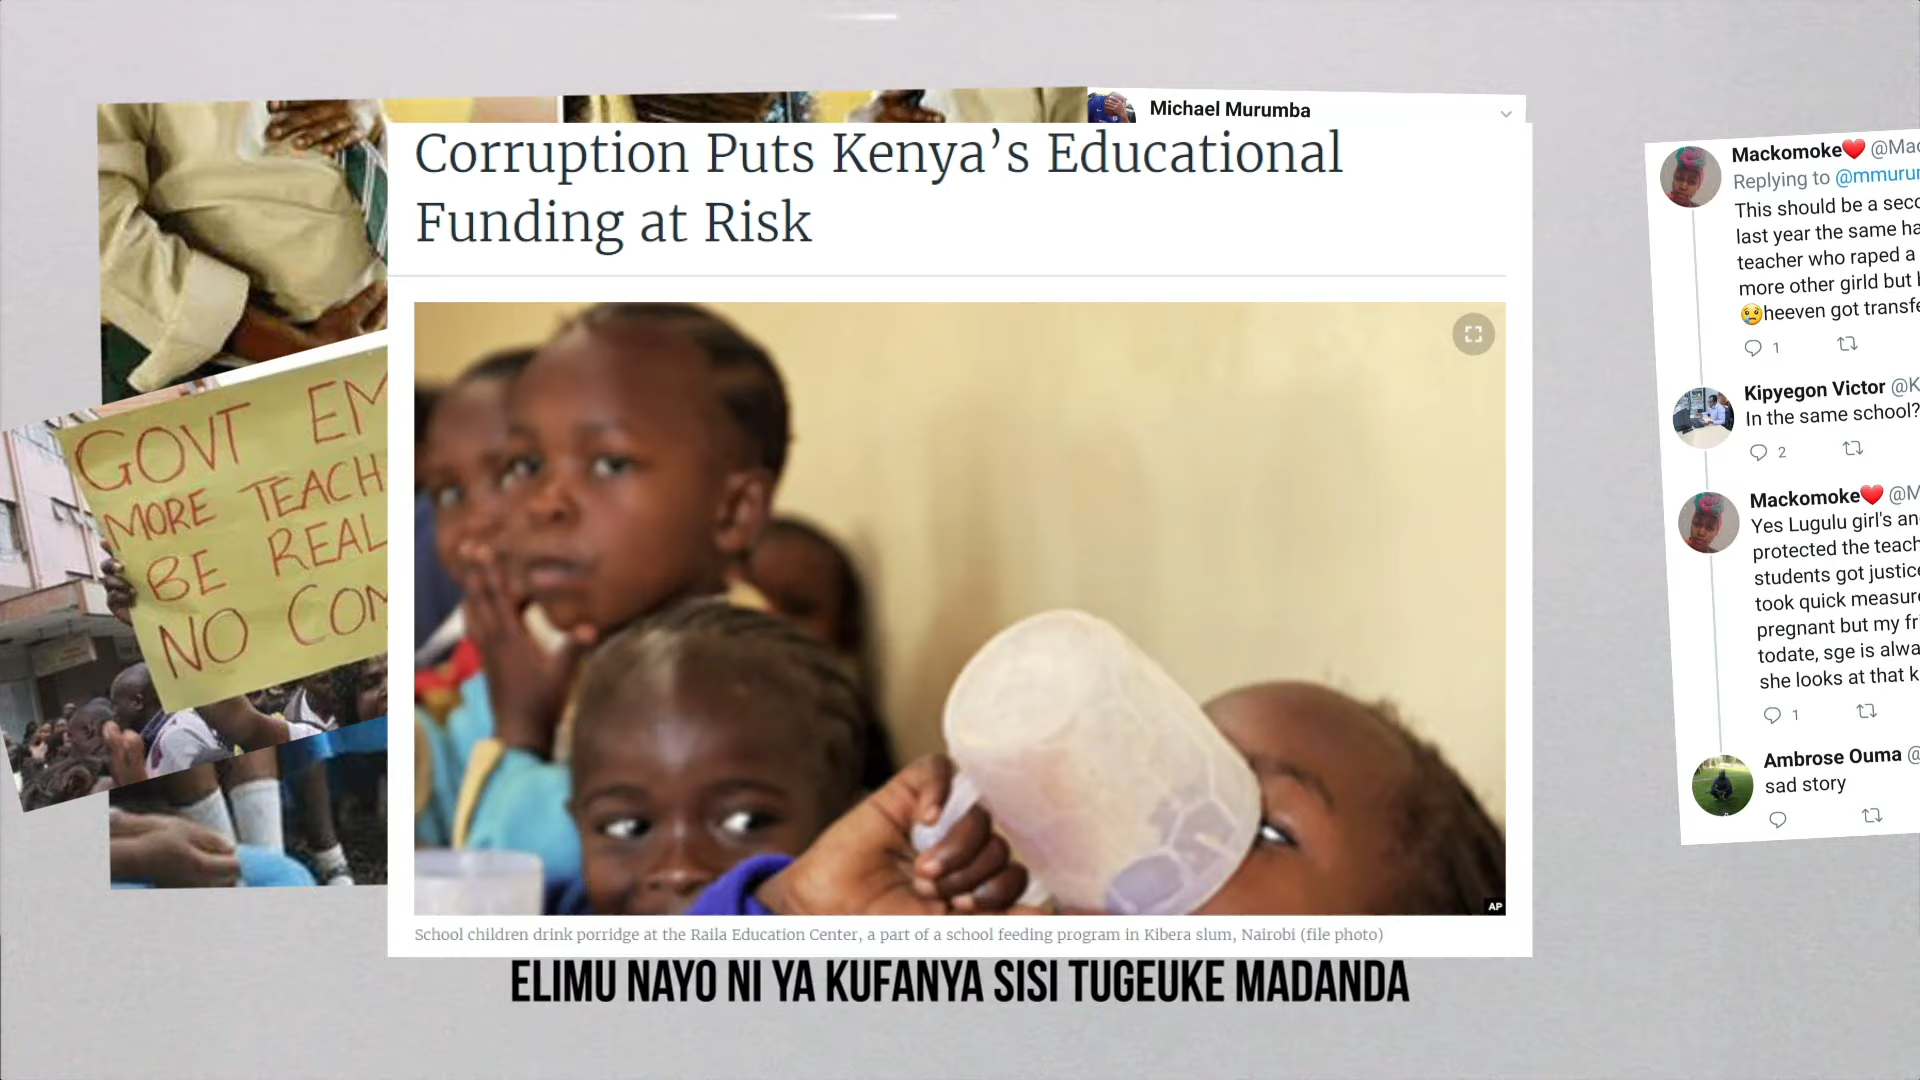 Michael Murumba
Corruption Puts Kenya’s Educational
Funding at Risk
GOVT
MORE
BE REAL
NO
AP
School children drink porridge at the Raila Education Center, a part of a school feeding program in Kibera slum, Nairobi (file photo)
ELIMU NAYO NI YA KUFANYA SISI TUGEUKE MADANDA
Mackomoke❤️
Replying to
This should be a
last year the same
teacher who raped a
more other girld but
😢heeven got
1
Kipyegon Victor
In the same school?
2
Mackomoke❤️
Yes Lugulu girl's
protected the
students got justice
took quick
pregnant but my
todate, sge is
she looks at that
1
Ambrose Ouma @
sad story